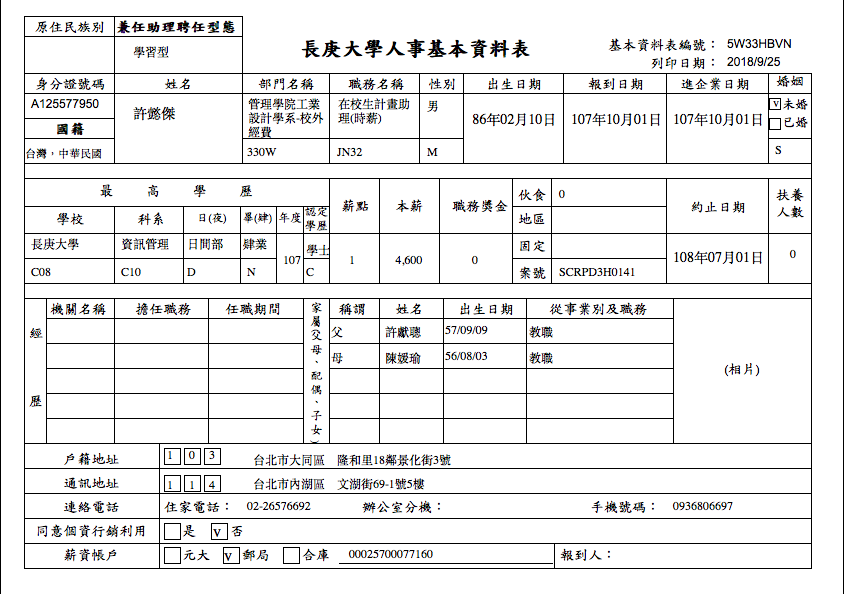 原住民族別 兼任助理聘任型態
學習型
長庚大學人事基本資料表
基本資料表編號: 5W33HBVN
列印日期: 2018/9/25
身分證號碼 姓名 部門名稱 職務名稱 性別 出生日期 報到日期 進企業日期 婚姻
A125577950 許懿傑 管理學院工業設計學系-校外經費 在校生計畫助理(時薪) 男 86年02月10日 107年10月01日 107年10月01日 v未婚
已婚
國籍
台灣,中華民國 330W JN32 M S
最高學歷 薪點 本薪 職務獎金 伙食 0 約止日期 扶養人數
地區
學校 科系 日(夜) 畢(肄) 年度 認定學歷
長庚大學 資訊管理 日間部 肄業 107 學士 1 4,600 0 固定 108年07月01日 0
C08 C10 D N C 案號 SCRPD3H0141
經歷 機關名稱 擔任職務 任職期間 家屬(父母、配偶、子女) 稱謂 姓名 出生日期 從事業別及職務
父 許獻聰 57/09/09 教職
母 陳媛瑜 56/08/03 教職
(相片)
戶籍地址 1 0 3 台北市大同區 隆和里18鄰景化街3號
通訊地址 1 1 4 台北市內湖區 文湖街69-1號5樓
連絡電話 住家電話: 02-26576692 辦公室分機: 手機號碼: 0936806697
同意個資行銷利用 是 v否
薪資帳戶 元大 v郵局 合庫 00025700077160 報到人: